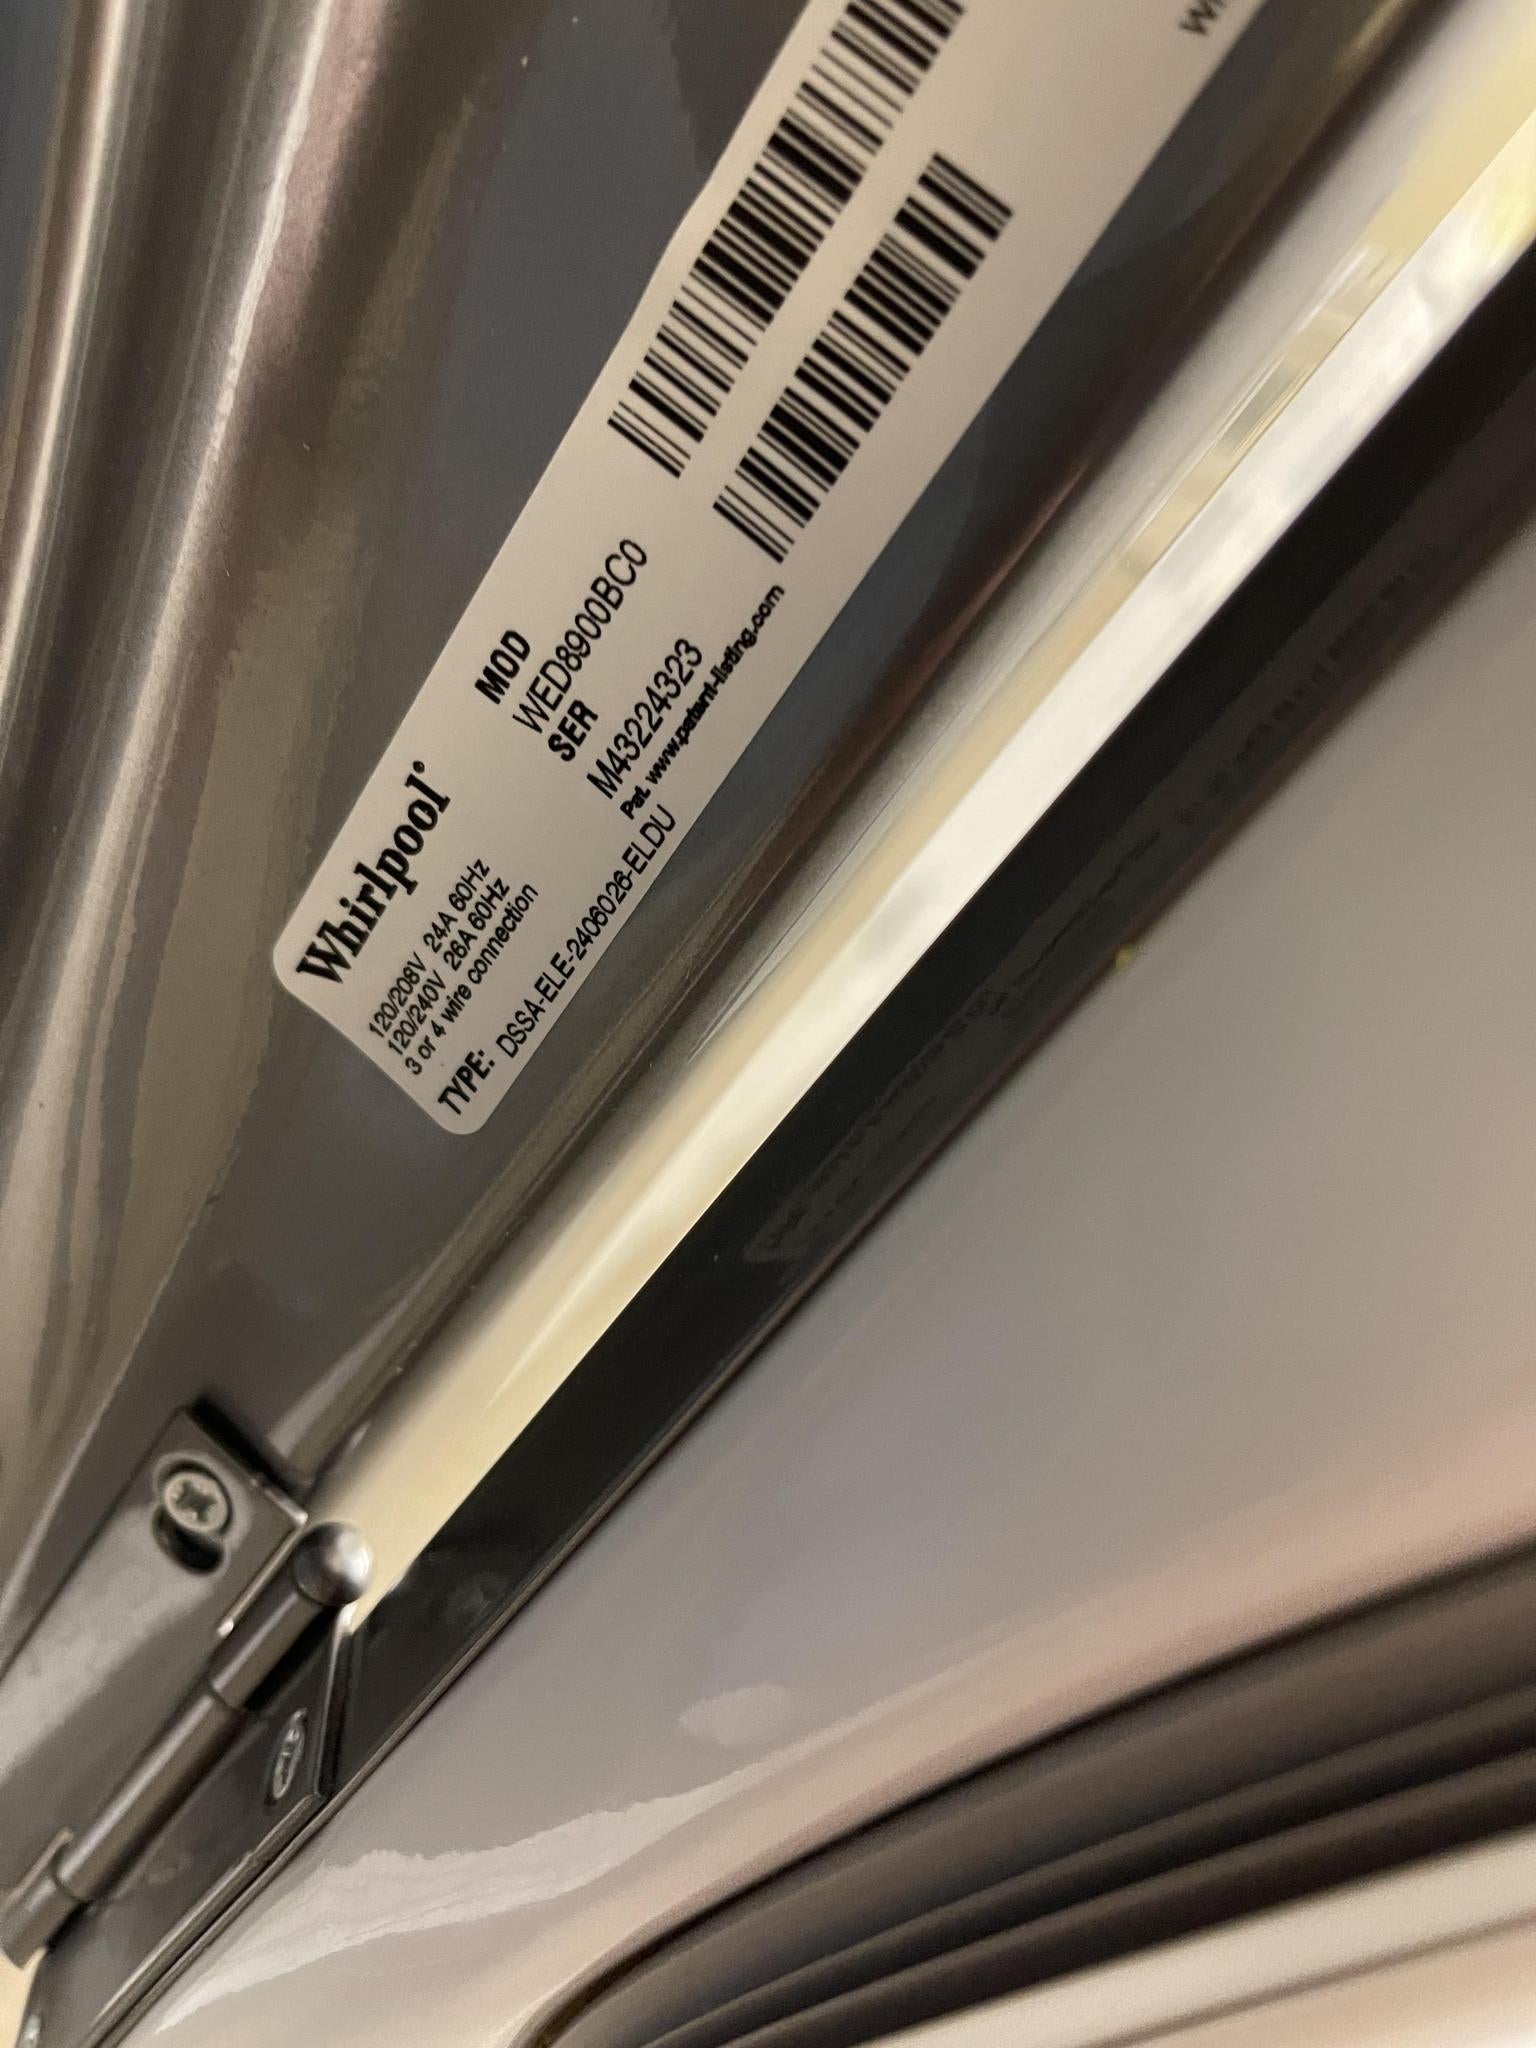 Whirlpool®
120/208V 24A 60Hz
120/240V 26A 60Hz
3 or 4 wire connection
TYPE: DSSA-ELE-2406026-ELDU
MOD
WED8900BC0
SER
M43224323
Pat. www.patent-listing.com